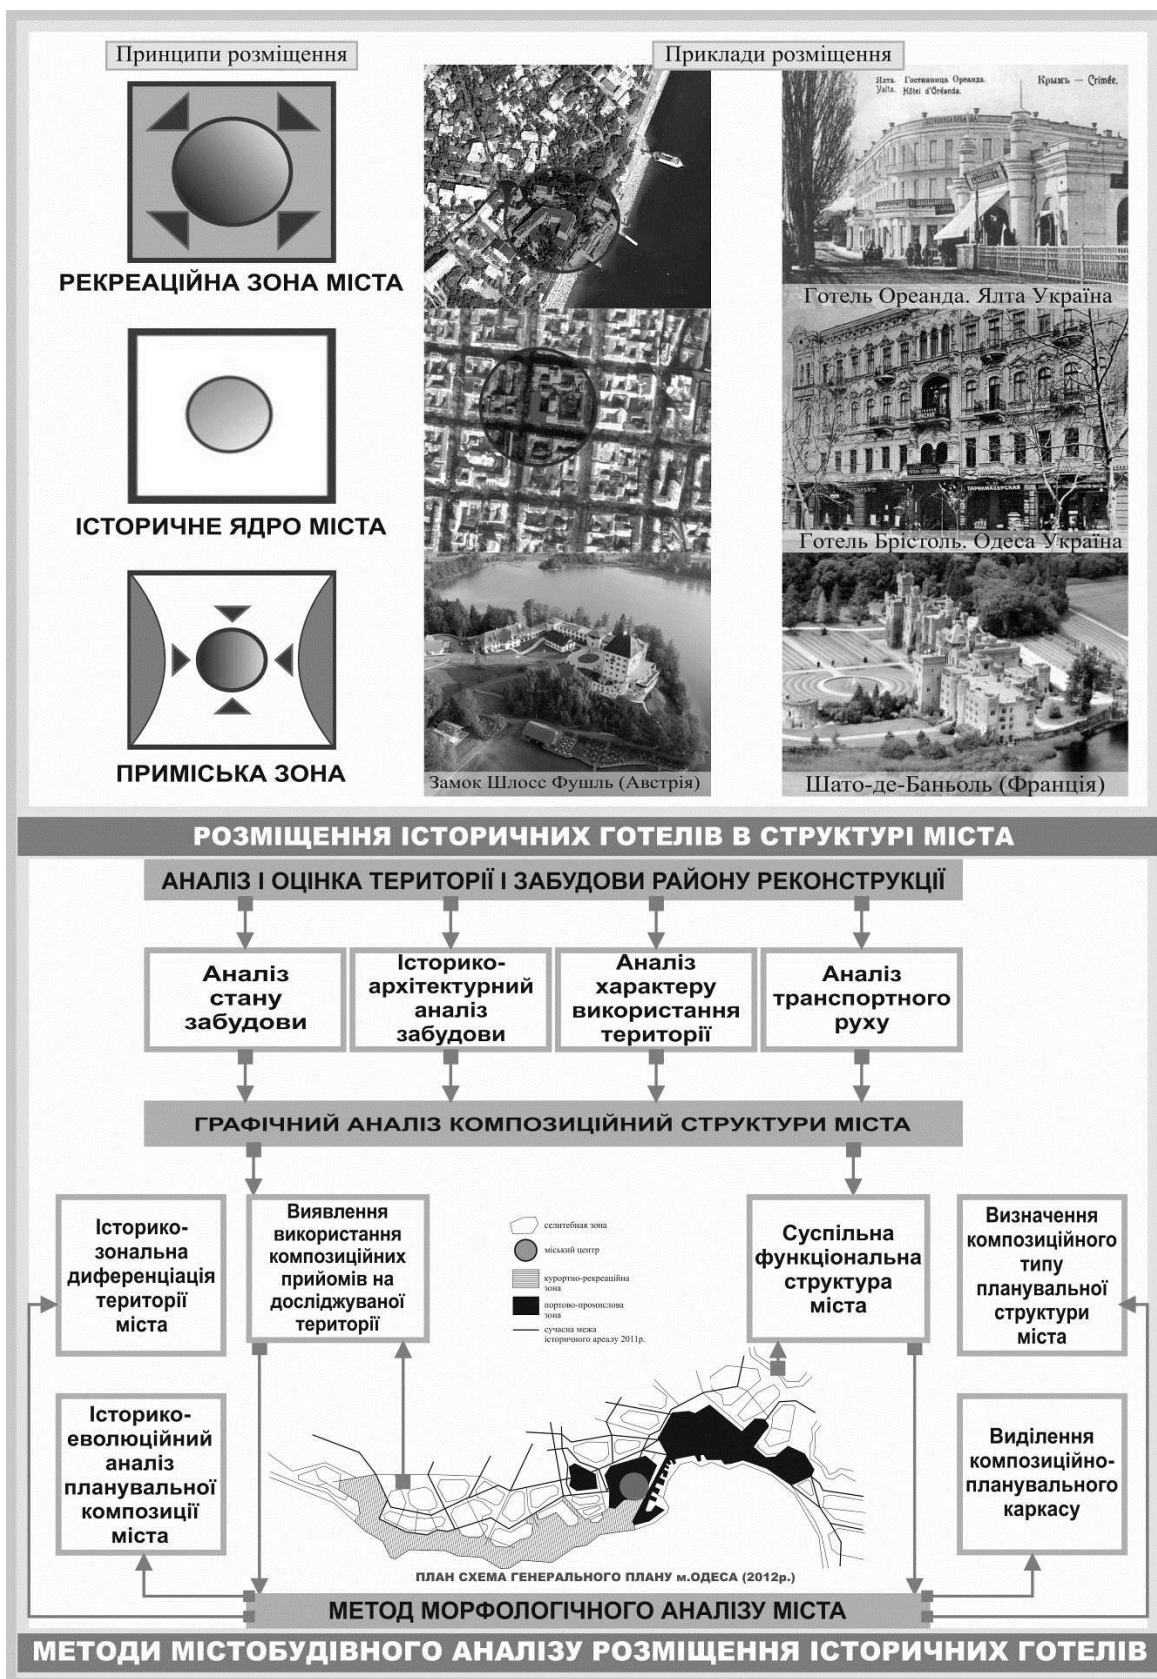 Принципи розміщення
Приклади розміщення
Ялта. Гостинница Ореанда.
Yalta. Hôtel d'Oréanda.
Крымъ — Crimée.
РЕКРЕАЦІЙНА ЗОНА МІСТА
Готель Ореанда. Ялта Україна
ІСТОРИЧНЕ ЯДРО МІСТА
ПАРИКМАХЕРСКАЯ
Готель Брістоль. Одеса Україна
ПРИМІСЬКА ЗОНА
Замок Шлосс Фушль (Австрія)
Шато-де-Баньоль (Франція)
РОЗМІЩЕННЯ ІСТОРИЧНИХ ГОТЕЛІВ В СТРУКТУРІ МІСТА
АНАЛІЗ І ОЦІНКА ТЕРИТОРІЇ І ЗАБУДОВИ РАЙОНУ РЕКОНСТРУКЦІЇ
Аналіз
стану
забудови
Історико-
архітектурний
аналіз
забудови
Аналіз
характеру
використання
території
Аналіз
транспортного
руху
ГРАФІЧНИЙ АНАЛІЗ КОМПОЗИЦІЙНИЙ СТРУКТУРИ МІСТА
Історико-
зональна
диференціація
території
міста
Виявлення
використання
композиційних
прийомів на
досліджуваної
території
селитебная зона
міський центр
курортно-рекреаційна
зона
портово-промислова
зона
сучасна межа
історичного ареалу 2011р.
Суспільна
функціональна
структура
міста
Визначення
композиційного
типу
планувальної
структури
міста
Історико-
еволюційний
аналіз
планувальної
композиції
міста
Виділення
композиційно-
планувального
каркасу
ПЛАН СХЕМА ГЕНЕРАЛЬНОГО ПЛАНУ м.ОДЕСА (2012р.)
МЕТОД МОРФОЛОГІЧНОГО АНАЛІЗУ МІСТА
МЕТОДИ МІСТОБУДІВНОГО АНАЛІЗУ РОЗМІЩЕННЯ ІСТОРИЧНИХ ГОТЕЛІВ